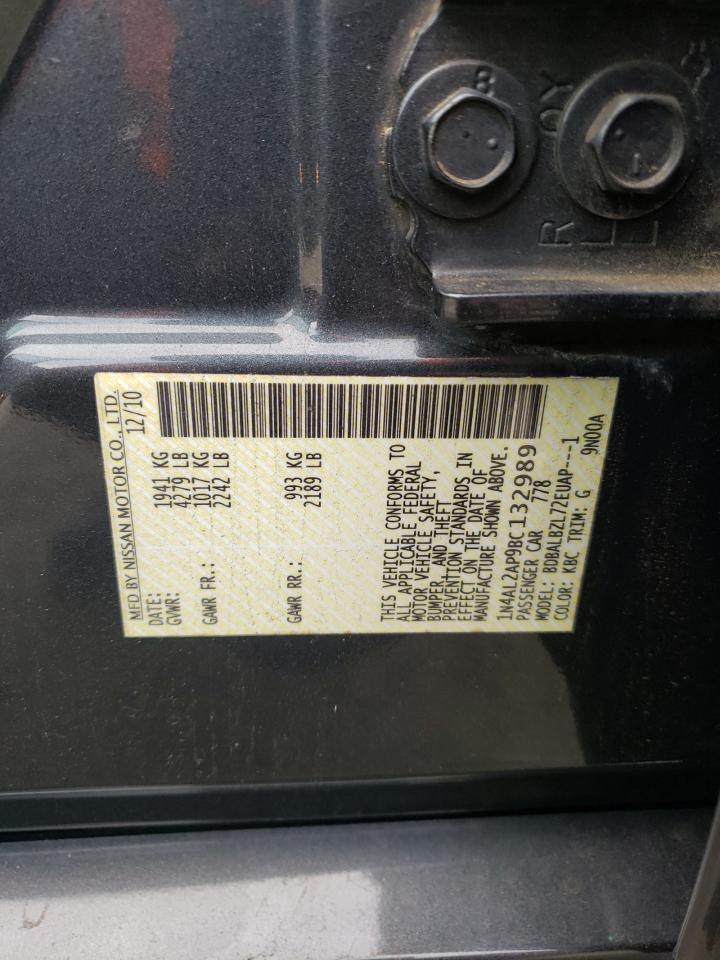 MFD BY NISSAN MOTOR CO., LTD.
DATE: 12/10
GVWR: 1941 KG
4279 LB
GAWR FR.: 1017 KG
2242 LB
GAWR RR.: 993 KG
2189 LB
THIS VEHICLE CONFORMS TO
ALL APPLICABLE FEDERAL
MOTOR VEHICLE SAFETY,
BUMPER, AND THEFT
PREVENTION STANDARDS IN
EFFECT ON THE DATE OF
MANUFACTURE SHOWN ABOVE.
1N4AL2AP9BC132989
PASSENGER CAR 778
MODEL: BDBALBZL72EUAP---1
COLOR: KBC TRIM: G 9N00A
8
R
L